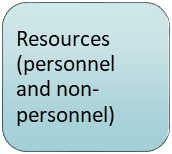 Resources
(personnel
and non-
personnel)